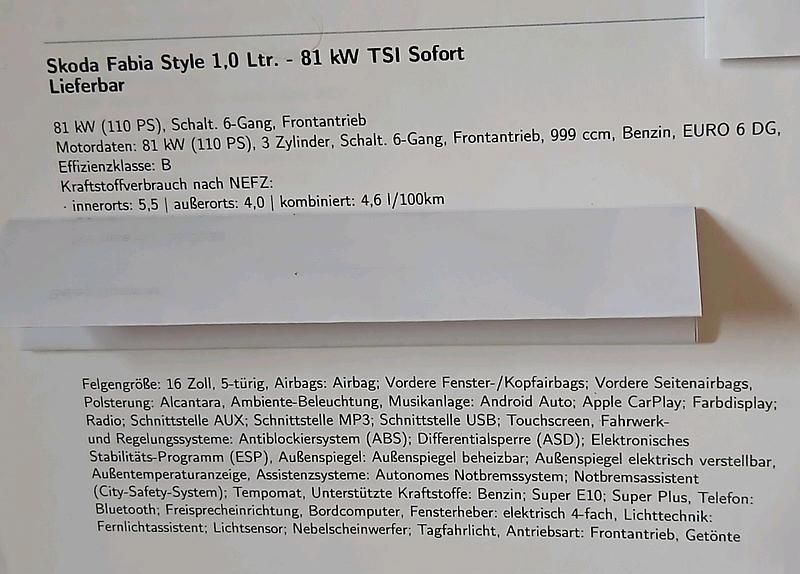 Skoda Fabia Style 1,0 Ltr. - 81 kW TSI Sofort
Lieferbar
81 kW (110 PS), Schalt. 6-Gang, Frontantrieb
Motordaten: 81 kW (110 PS), 3 Zylinder, Schalt. 6-Gang, Frontantrieb, 999 ccm, Benzin, EURO 6 DG,
Effizienzklasse: B
Kraftstoffverbrauch nach NEFZ:
· innerorts: 5,5 | außerorts: 4,0 | kombiniert: 4,6 l/100km
Felgengröße: 16 Zoll, 5-türig, Airbags: Airbag; Vordere Fenster-/Kopfairbags; Vordere Seitenairbags,
Polsterung: Alcantara, Ambiente-Beleuchtung, Musikanlage: Android Auto; Apple CarPlay; Farbdisplay;
Radio; Schnittstelle AUX; Schnittstelle MP3; Schnittstelle USB; Touchscreen, Fahrwerk-
und Regelungssysteme: Antiblockiersystem (ABS); Differentialsperre (ASD); Elektronisches
Stabilitäts-Programm (ESP), Außenspiegel: Außenspiegel beheizbar; Außenspiegel elektrisch verstellbar,
Außentemperaturanzeige, Assistenzsysteme: Autonomes Notbremssystem; Notbremsassistent
(City-Safety-System); Tempomat, Unterstützte Kraftstoffe: Benzin; Super E10; Super Plus, Telefon:
Bluetooth; Freisprecheinrichtung, Bordcomputer, Fensterheber: elektrisch 4-fach, Lichttechnik:
Fernlichtassistent; Lichtsensor; Nebelscheinwerfer; Tagfahrlicht, Antriebsart: Frontantrieb, Getönte